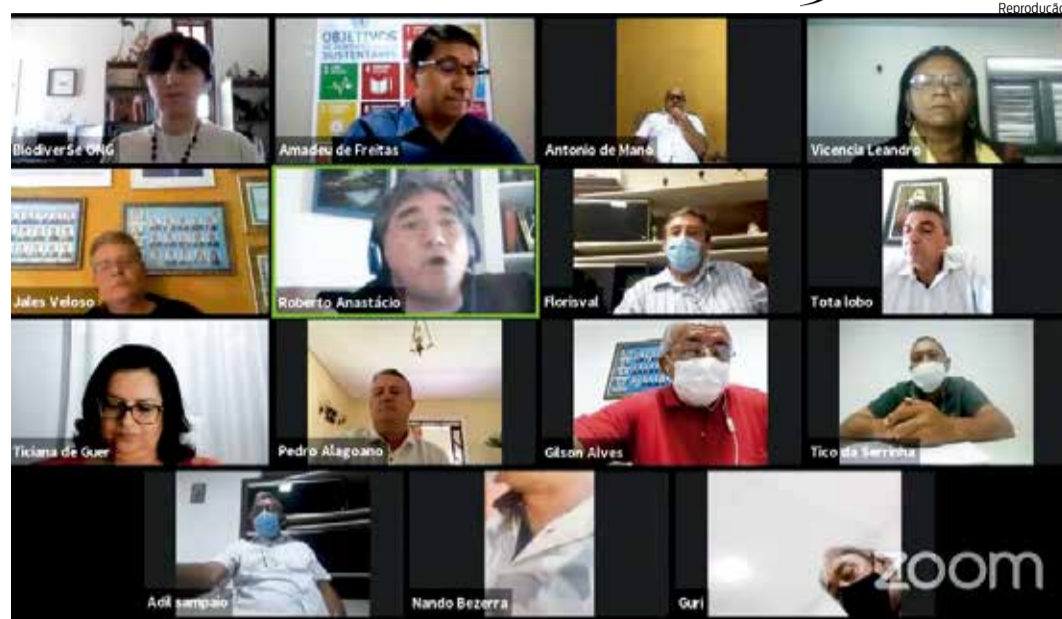 Reprodução
OBJETIVOS
SUSTENTÁVEL
BiodiverSe ONG
Amadeu de Freitas
Antonio de Mano
Vicencia Leandro
Jales Veloso
Roberto Anastácio
Florisval
Tota lobo
Ticiana de Guer
Pedro Alagoano
Gilson Alves
Tico da Serrinha
Adil sampaio
Nando Bezerra
Guri
zoom